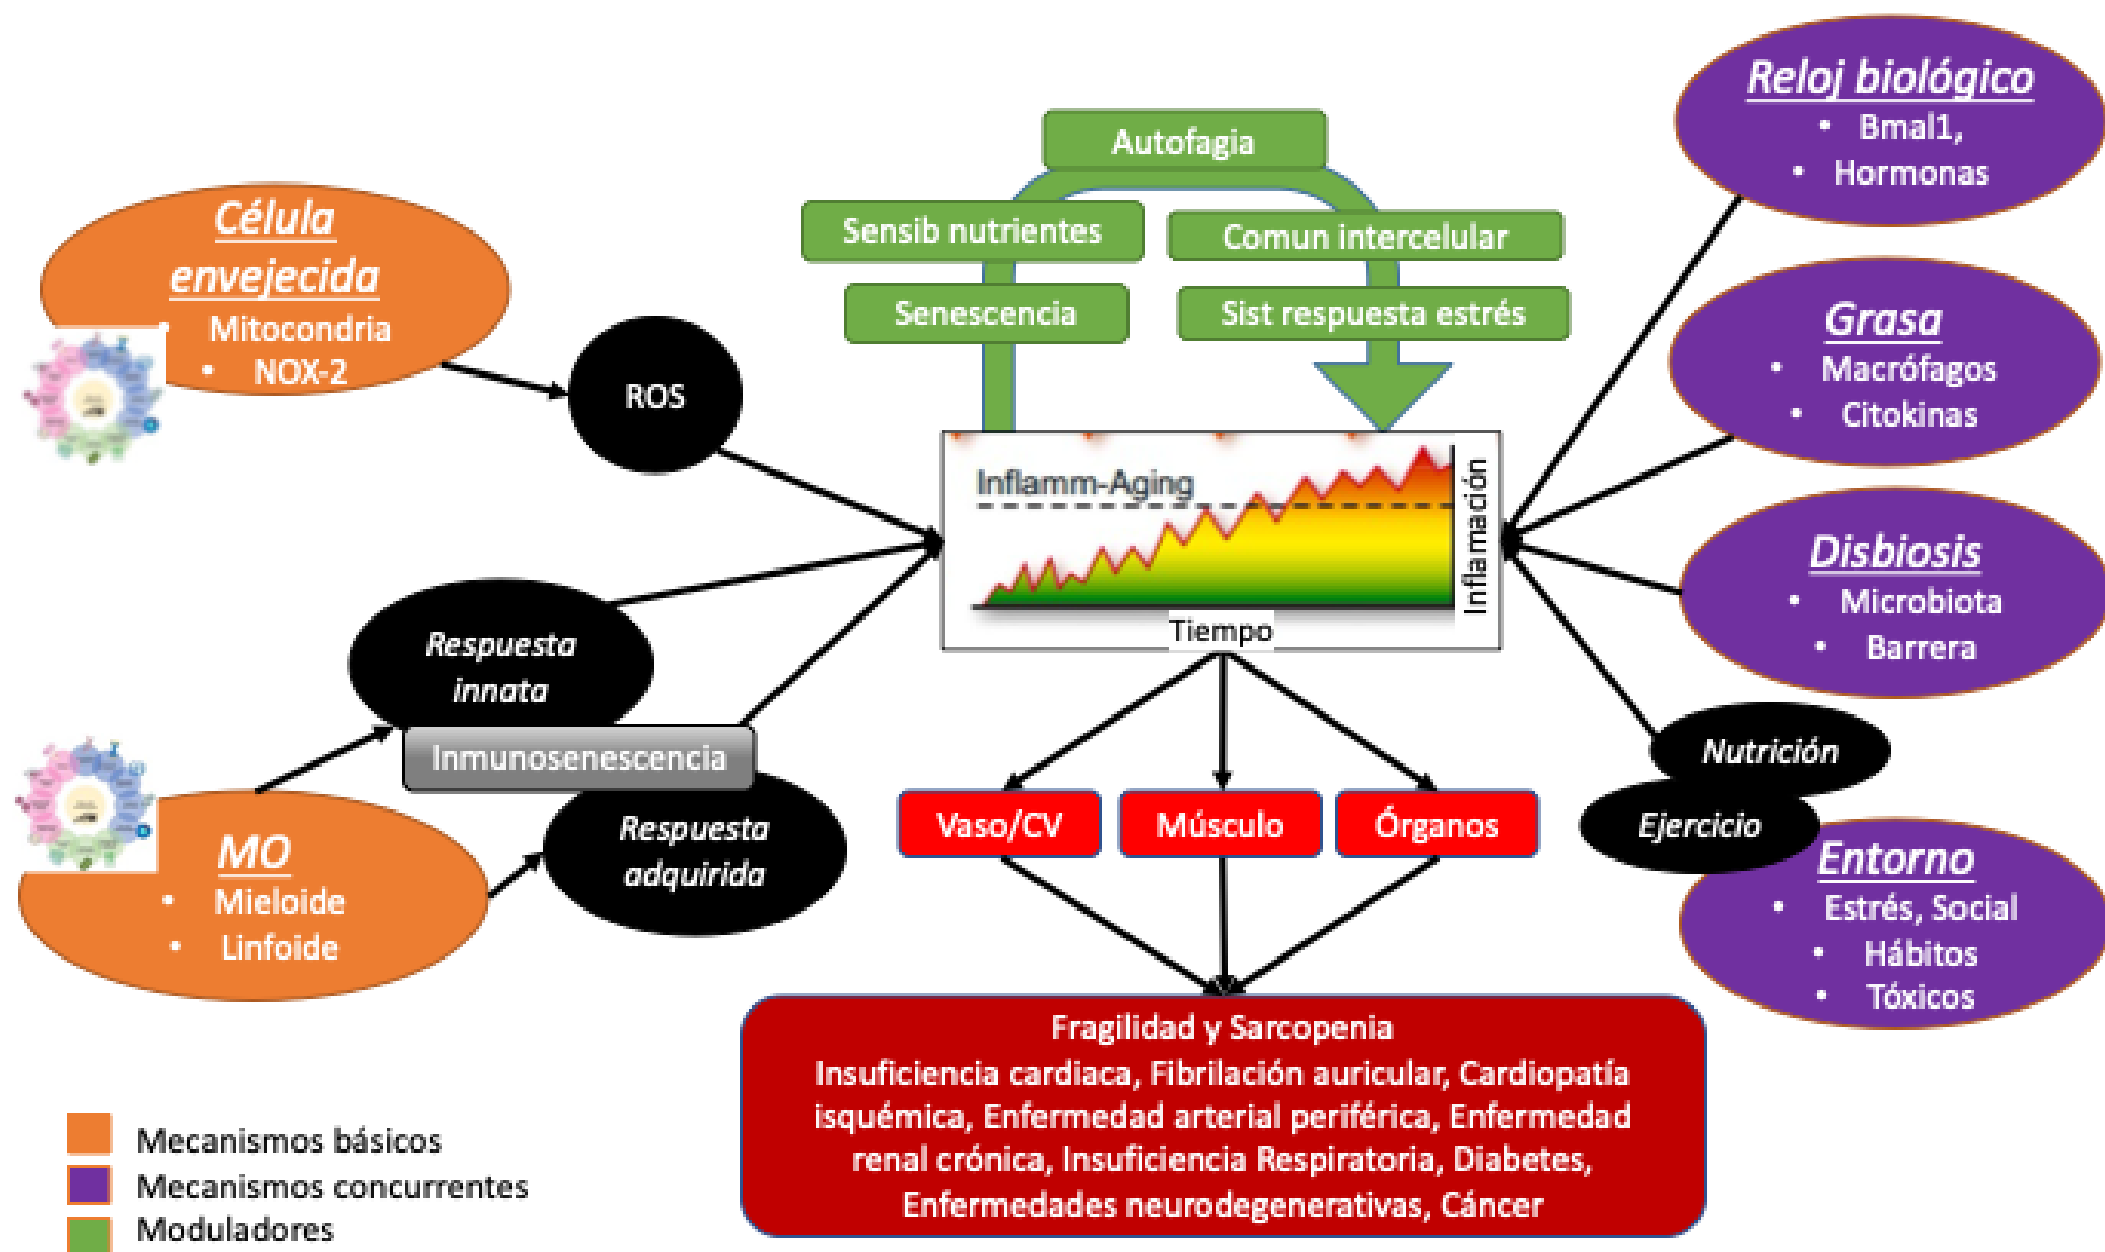 Reloj biológico
• Bmal1,
• Hormonas
Autofagia
Sensib nutrientes
Comun intercelular
Senescencia
Sist respuesta estrés
Célula
envejecida
• Mitocondria
• NOX-2
ROS
Grasa
• Macrófagos
• Citokinas
Inflamm-Aging
Inflamación
Tiempo
Disbiosis
• Microbiota
• Barrera
Respuesta
innata
Inmunosenescencia
Respuesta
adquirida
MO
• Mieloide
• Linfoide
Nutrición
Ejercicio
Entorno
• Estrés, Social
• Hábitos
• Tóxicos
Vaso/CV
Músculo
Órganos
Fragilidad y Sarcopenia
Insuficiencia cardiaca, Fibrilación auricular, Cardiopatía
isquémica, Enfermedad arterial periférica, Enfermedad
renal crónica, Insuficiencia Respiratoria, Diabetes,
Enfermedades neurodegenerativas, Cáncer
Mecanismos básicos
Mecanismos concurrentes
Moduladores